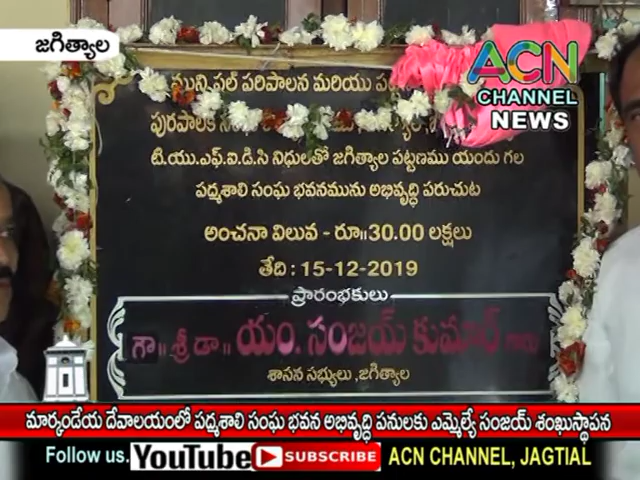 జగిత్యాల
ACN
CHANNEL
NEWS
మున్సిపల్ పరిపాలన మరియు
పురపాలక
టి.యు.ఎఫ్.ఐ.డి.సి నిధులతో జగిత్యాల పట్టణము యందు గల
పద్మశాలి సంఘ భవనమును అభివృద్ధి పరుచుట
అంచనా విలువ - రూ॥30.00 లక్షలు
తేది : 15-12-2019
ప్రారంభకులు
గౌ॥ శ్రీ డా॥ యం. సంజయ్ కుమార్ గారు
శాసన సభ్యులు ,జగిత్యాల
మార్కండేయ దేవాలయంలో పద్మశాలి సంఘ భవన అభివృద్ధి పనులకు ఎమ్మెల్యే సంజయ్ శంఖుస్థాపన
Follow us. YouTube SUBSCRIBE ACN CHANNEL, JAGTIAL